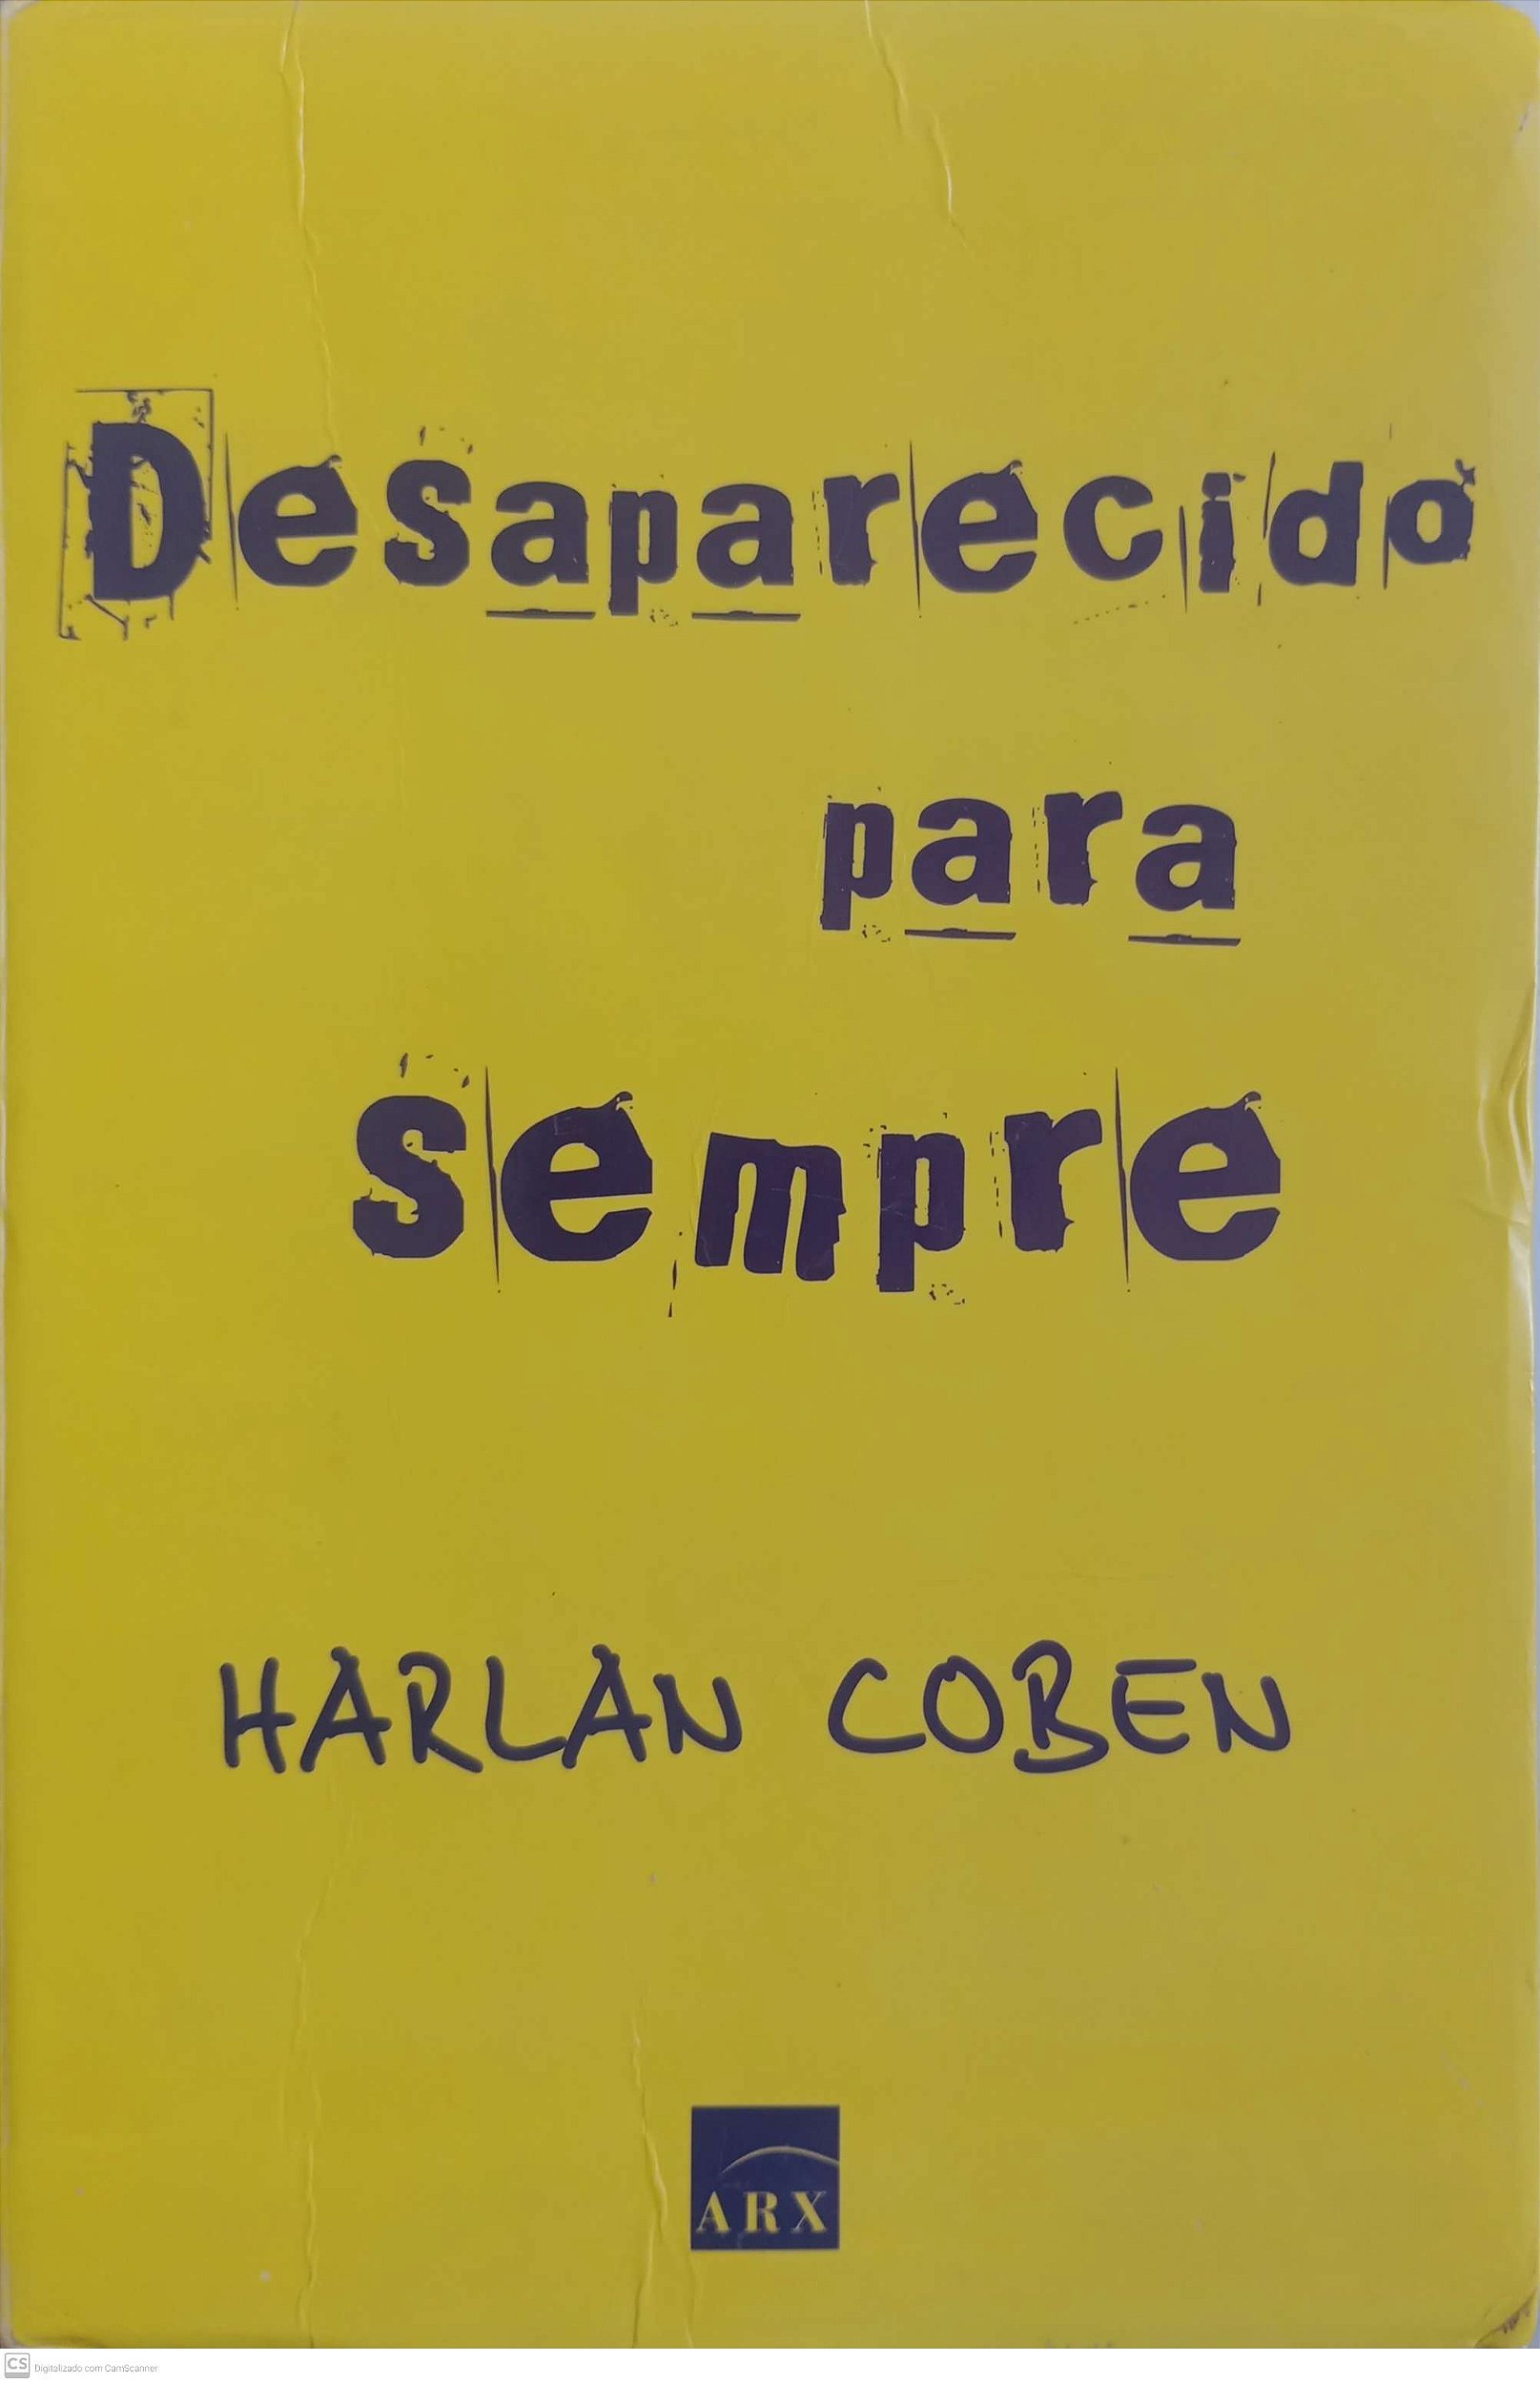 Desaparecido
para
sempre
HARLAN COBEN
ARX
CS Digitalizado com CamScanner